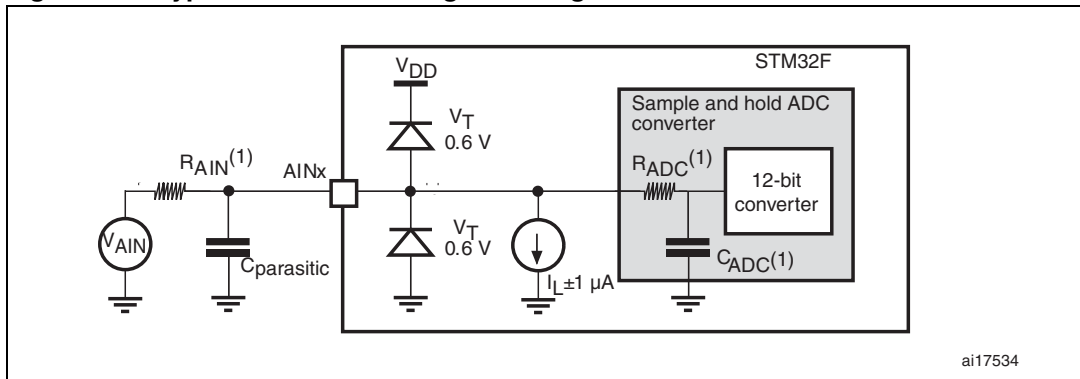 STM32F
VDD
Sample and hold ADC
converter
VT
0.6 V
RAIN(1)
AINx
RADC(1)
12-bit
converter
VAIN
Cparasitic
VT
0.6 V
IL±1 µA
CADC(1)
ai17534